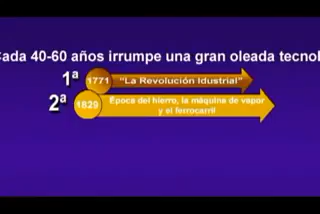 Cada 40-60 años irrumpe una gran oleada tecnol
1ª 1771 “La Revolución Idustrial”
2ª 1829 Época del hierro, la máquina de vapor
y el ferrocarril